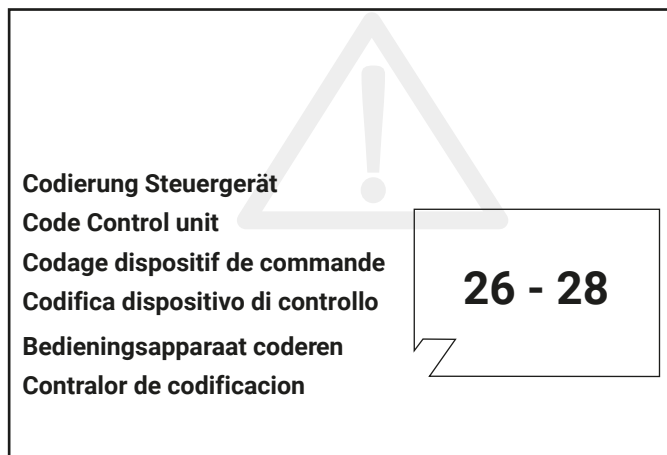 Codierung Steuergerät
Code Control unit
Codage dispositif de commande
Codifica dispositivo di controllo
Bedieningsapparaat coderen
Contralor de codificacion
26 - 28